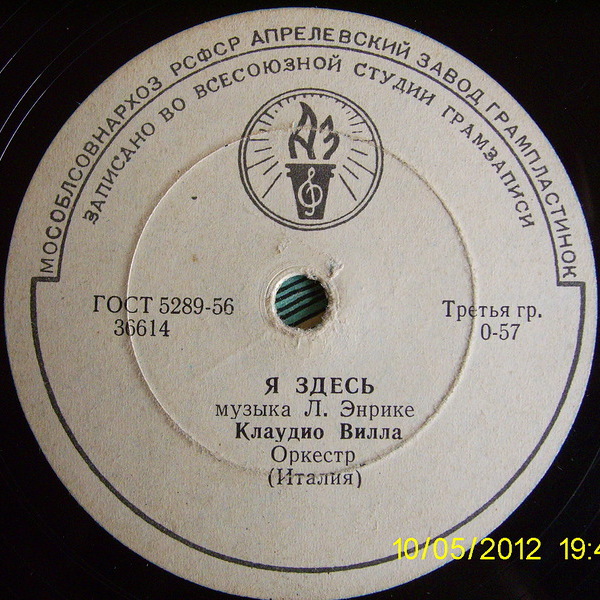 МОСОБЛСОВНАРХОЗ РСФСР АПРЕЛЕВСКИЙ ЗАВОД ГРАМПЛАСТИНОК
ЗАПИСАНО ВО ВСЕСОЮЗНОЙ СТУДИИ ГРАМЗАПИСИ
АЗ
ГОСТ 5289-56
36614
Третья гр.
0-57
Я ЗДЕСЬ
музыка Л. Энрике
Клаудио Вилла
Оркестр
(Италия)
10/05/2012 19:4